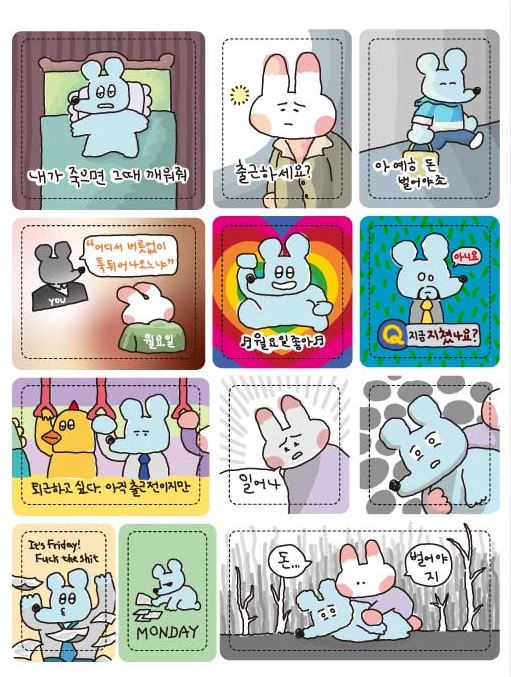 내가 죽으면 그때 깨워줘
출근하세요?
아 예ㅎ 돈
벌어야죠
"어디서 버릇없이
툭튀어나오느냐"
YOU
월요일
♬월요일좋아♬
아니요
Q 지금지쳤나요?
퇴근하고 싶다. 아직 출근전이지만
일어나
It's Friday!
Fuck the shit
MONDAY
돈...
벌어야
지